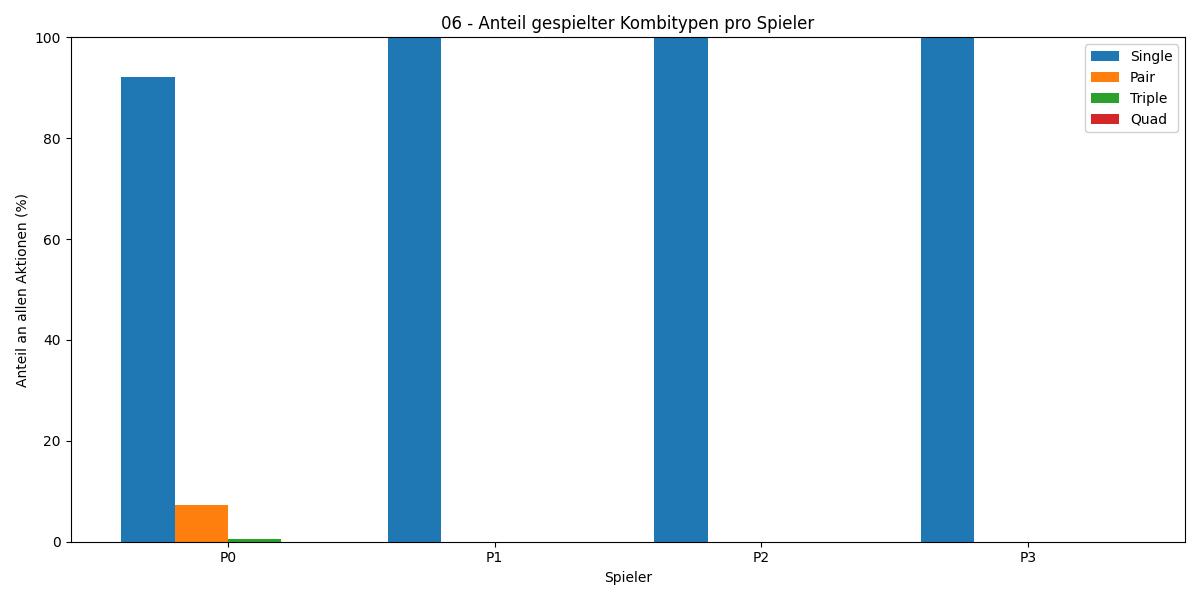 06 - Anteil gespielter Kombitypen pro Spieler
100
80
60
40
20
0
Anteil an allen Aktionen (%)
Single
Pair
Triple
Quad
P0
P1
P2
P3
Spieler